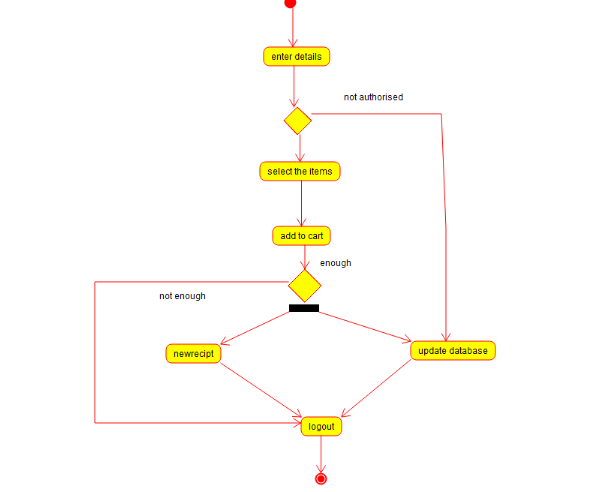 enter details
not authorised
select the items
add to cart
enough
not enough
newrecipt
update database
logout